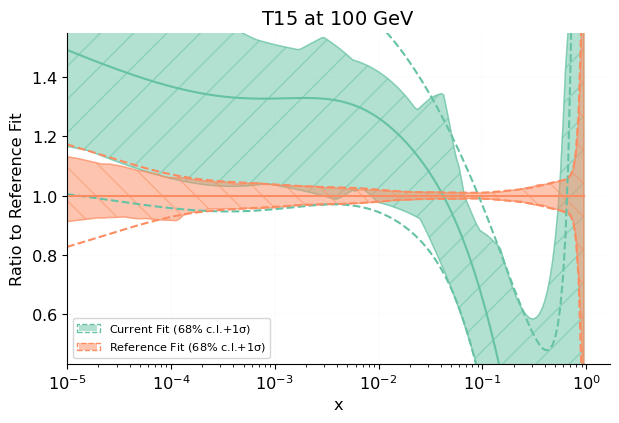 T15 at 100 GeV
Ratio to Reference Fit
1.4
1.2
1.0
0.8
0.6
Current Fit (68% c.l.+1σ)
Reference Fit (68% c.l.+1σ)
10⁻⁵ 10⁻⁴ 10⁻³ 10⁻² 10⁻¹ 10⁰
x